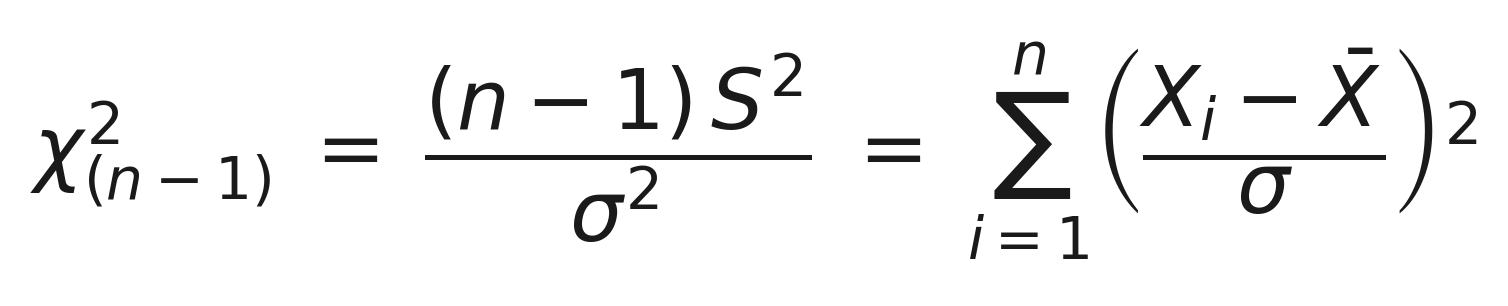 χ²₍ₙ₋₁₎ = (n − 1) S² / σ² = ∑ᵢ₌₁ⁿ ((Xᵢ − X̄) / σ)²